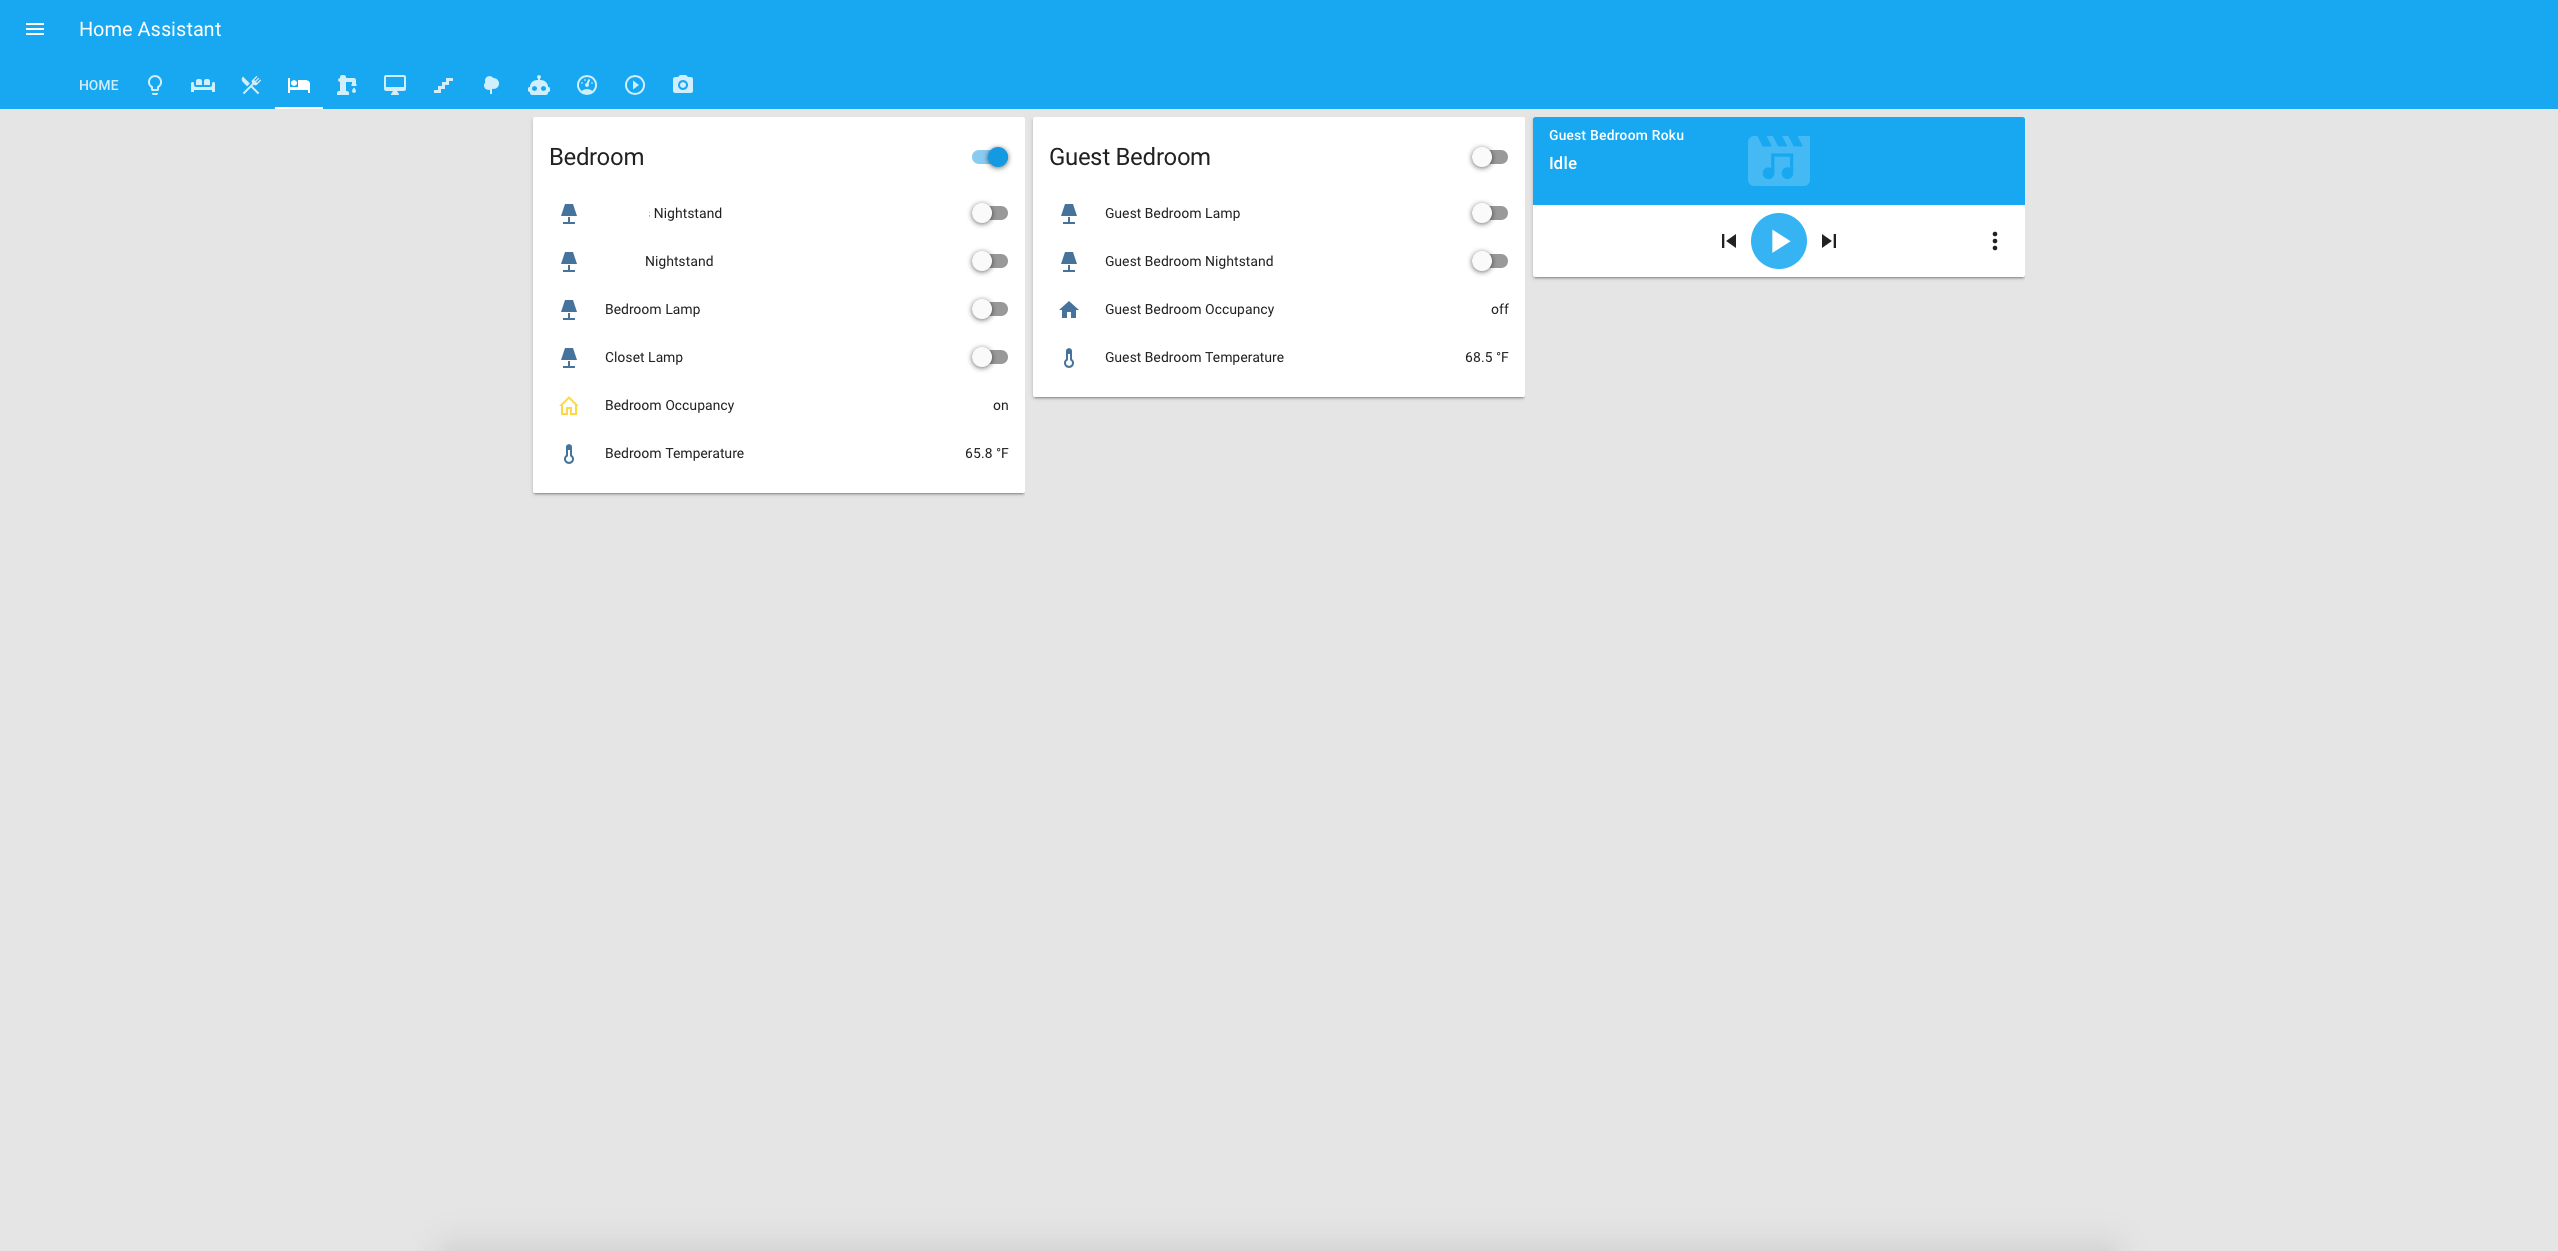 Home Assistant
HOME
Bedroom
Nightstand
Nightstand
Bedroom Lamp
Closet Lamp
Bedroom Occupancy on
Bedroom Temperature 65.8 °F
Guest Bedroom
Guest Bedroom Lamp
Guest Bedroom Nightstand
Guest Bedroom Occupancy off
Guest Bedroom Temperature 68.5 °F
Guest Bedroom Roku
Idle